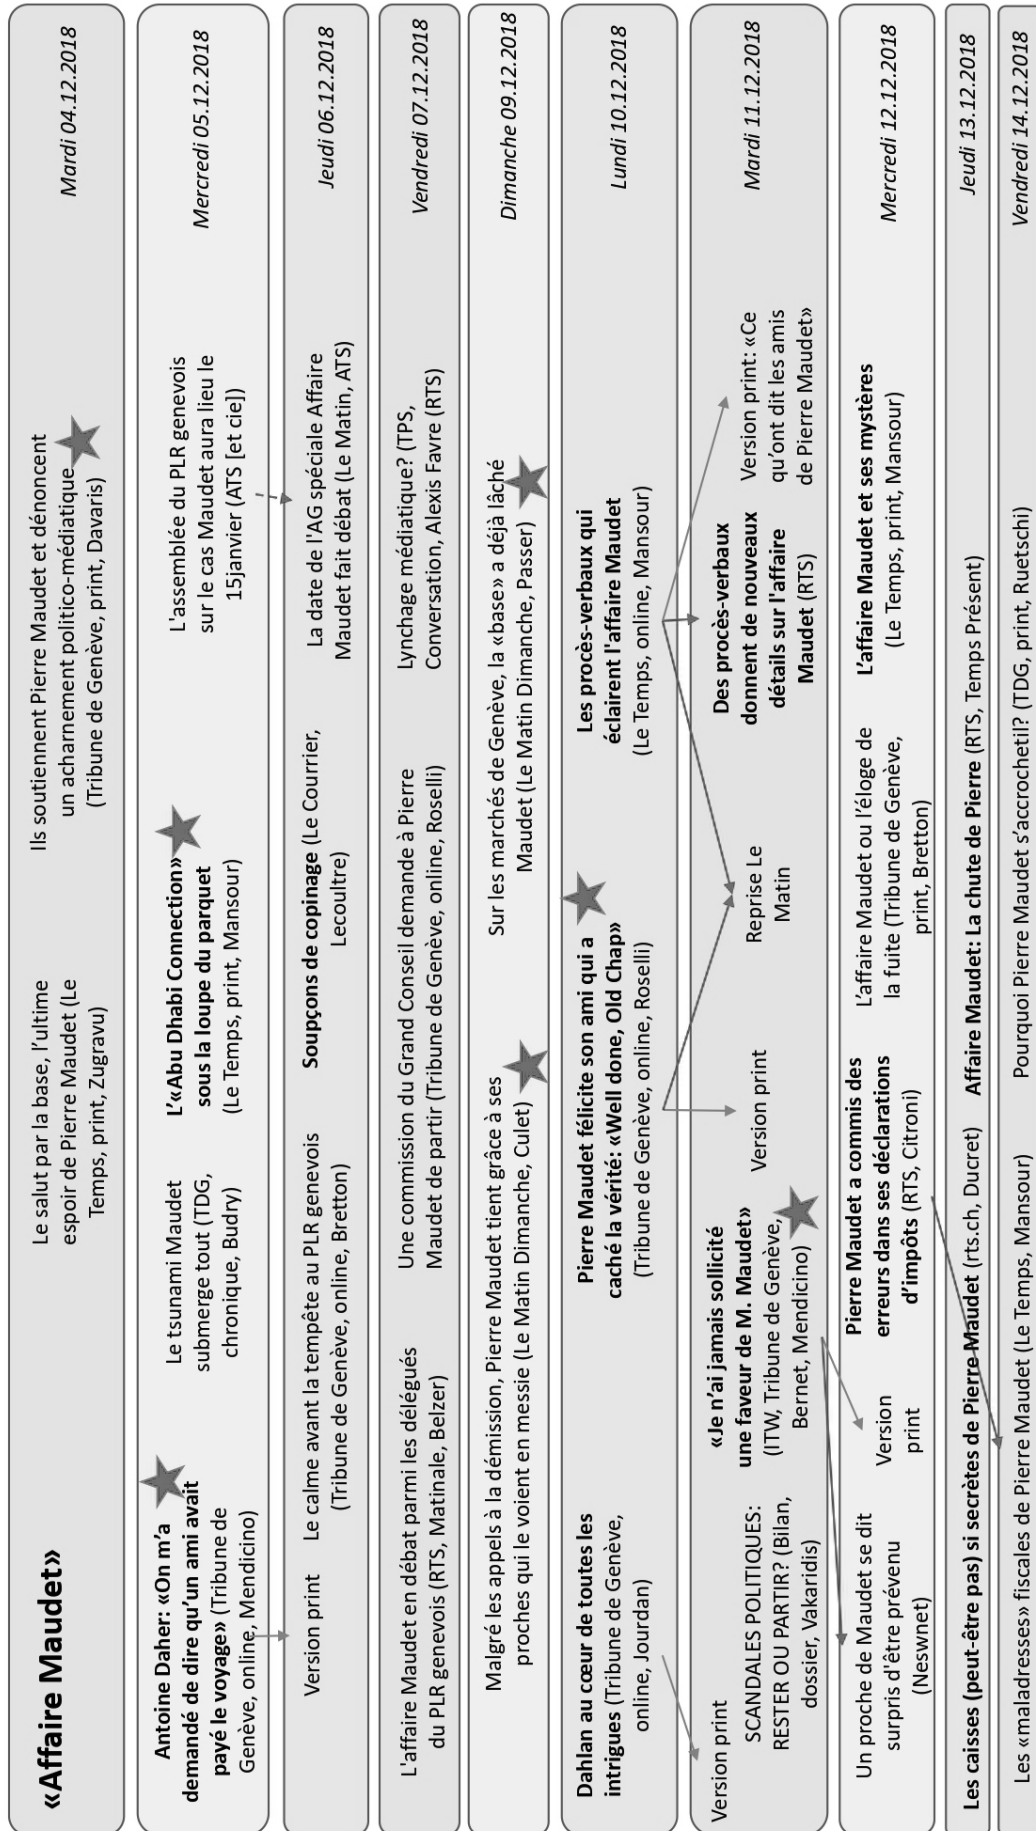 «Affaire Maudet»
Le salut par la base, l’ultime
espoir de Pierre Maudet (Le
Temps, print, Zugravu)
Ils soutiennent Pierre Maudet et dénoncent
un acharnement politico-médiatique
(Tribune de Genève, print, Davaris)
Mardi 04.12.2018
Antoine Daher: «On m’a
demandé de dire qu’un ami avait
payé le voyage» (Tribune de
Genève, online, Mendicino)
Le tsunami Maudet
submerge tout (TDG,
chronique, Budry)
L’«Abu Dhabi Connection»
sous la loupe du parquet
(Le Temps, print, Mansour)
L'assemblée du PLR genevois
sur le cas Maudet aura lieu le
15janvier (ATS [et cie])
Mercredi 05.12.2018
Version print
Le calme avant la tempête au PLR genevois
(Tribune de Genève, online, Bretton)
Soupçons de copinage (Le Courrier,
Lecoultre)
La date de l'AG spéciale Affaire
Maudet fait débat (Le Matin, ATS)
Jeudi 06.12.2018
L'affaire Maudet en débat parmi les délégués
du PLR genevois (RTS, Matinale, Belzer)
Une commission du Grand Conseil demande à Pierre
Maudet de partir (Tribune de Genève, online, Roselli)
Lynchage médiatique? (TPS,
Conversation, Alexis Favre (RTS)
Vendredi 07.12.2018
Malgré les appels à la démission, Pierre Maudet tient grâce à ses
proches qui le voient en messie (Le Matin Dimanche, Culet)
Sur les marchés de Genève, la «base» a déjà lâché
Maudet (Le Matin Dimanche, Passer)
Dimanche 09.12.2018
Dahlan au cœur de toutes les
intrigues (Tribune de Genève,
online, Jourdan)
Pierre Maudet félicite son ami qui a
caché la vérité: «Well done, Old Chap»
(Tribune de Genève, online, Roselli)
Les procès-verbaux qui
éclairent l'affaire Maudet
(Le Temps, online, Mansour)
Lundi 10.12.2018
Version print
SCANDALES POLITIQUES:
RESTER OU PARTIR? (Bilan,
dossier, Vakaridis)
«Je n’ai jamais sollicité
une faveur de M. Maudet»
(ITW, Tribune de Genève,
Bernet, Mendicino)
Version print
Reprise Le
Matin
Des procès-verbaux
donnent de nouveaux
détails sur l'affaire
Maudet (RTS)
Version print: «Ce
qu’ont dit les amis
de Pierre Maudet»
Mardi 11.12.2018
Un proche de Maudet se dit
surpris d'être prévenu
(Neswnet)
Version
print
Pierre Maudet a commis des
erreurs dans ses déclarations
d’impôts (RTS, Citroni)
L’affaire Maudet ou l’éloge de
la fuite (Tribune de Genève,
print, Bretton)
L’affaire Maudet et ses mystères
(Le Temps, print, Mansour)
Mercredi 12.12.2018
Les caisses (peut-être pas) si secrètes de Pierre Maudet (rts.ch, Ducret)
Affaire Maudet: La chute de Pierre (RTS, Temps Présent)
Jeudi 13.12.2018
Les «maladresses» fiscales de Pierre Maudet (Le Temps, Mansour)
Pourquoi Pierre Maudet s’accrochetil? (TDG, print, Ruetschi)
Vendredi 14.12.2018